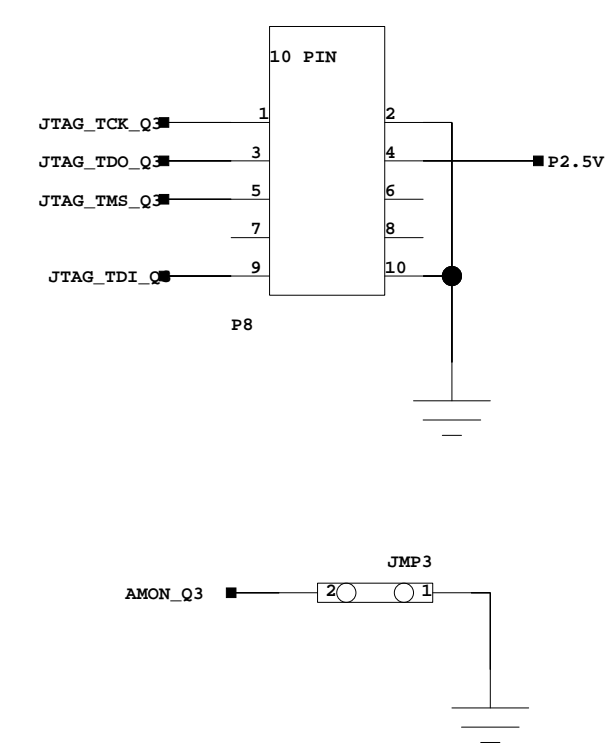 10 PIN
JTAG_TCK_Q3 1 2
JTAG_TDO_Q3 3 4 P2.5V
JTAG_TMS_Q3 5 6
7 8
JTAG_TDI_Q3 9 10
P8
JMP3
AMON_Q3 2 1